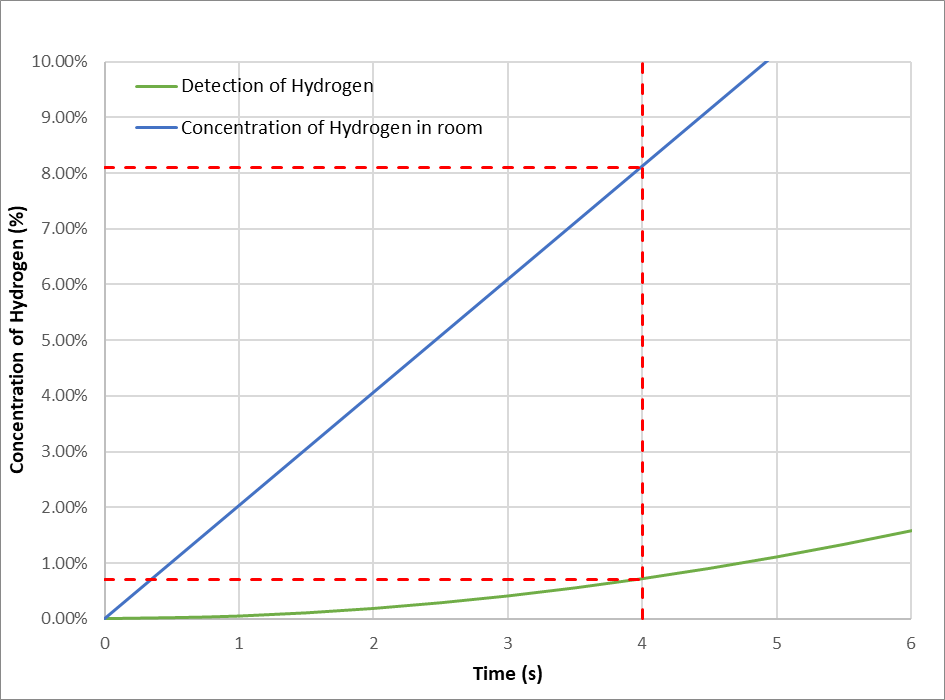 10.00%
Detection of Hydrogen
9.00%
Concentration of Hydrogen in room
8.00%
7.00%
6.00%
5.00%
4.00%
3.00%
2.00%
1.00%
0.00%
Concentration of Hydrogen (%)
0 1 2 3 4 5 6
Time (s)